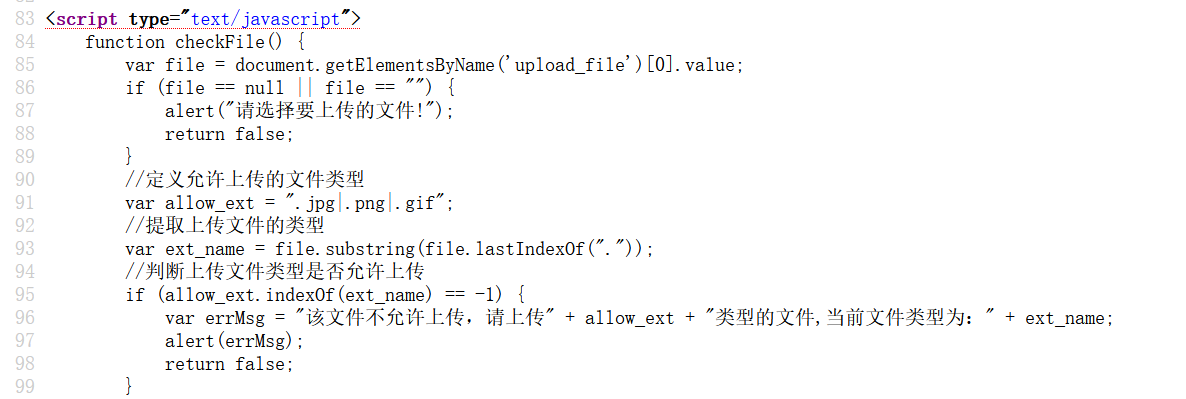 83 <script type="text/javascript">
84     function checkFile() {
85         var file = document.getElementsByName('upload_file')[0].value;
86         if (file == null || file == "") {
87             alert("请选择要上传的文件!");
88             return false;
89         }
90         //定义允许上传的文件类型
91         var allow_ext = ".jpg|.png|.gif";
92         //提取上传文件的类型
93         var ext_name = file.substring(file.lastIndexOf("."));
94         //判断上传文件类型是否允许上传
95         if (allow_ext.indexOf(ext_name) == -1) {
96             var errMsg = "该文件不允许上传，请上传" + allow_ext + "类型的文件,当前文件类型为：" + ext_name;
97             alert(errMsg);
98             return false;
99         }